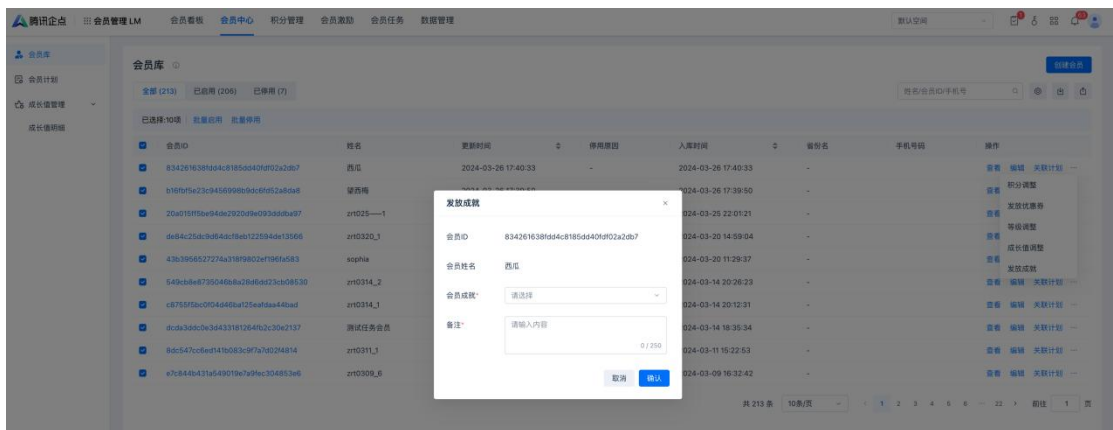 腾讯企点 会员管理 LM 会员看板 会员中心 积分管理 会员激励 会员任务 数据管理 默认空间
会员库
会员计划
成长值管理
成长值明细
会员库
创建会员
全部 (213) 已启用 (206) 已停用 (7) 姓名/会员ID/手机号
已选择:10项 批量启用 批量停用
会员ID 姓名 更新时间 停用原因 入库时间 省份名 手机号码 操作
834261638fdd4c8185dd40fdf02a2db7 西瓜 2024-03-26 17:40:33 - 2024-03-26 17:40:33 - 查看 编辑 关联计划
b16fbf5e23c9456998b9dc6fd52a8da8 望西梅 2024-03-26 17:39:50 -
20a015ff5be94de2920d9e093dddba97 zrt025——1 2024-03-25 22:01:21 -
de84c25dc9d64dcf8ab122594de13566 zrt0320_1 2024-03-20 14:59:04 -
43b3956527274a318f9802ef196fa583 sophia 2024-03-20 11:29:37 -
549cb8e8735046b8a28d6dd23cb09530 zrt0314_2 2024-03-14 20:26:23 - 查看 编辑 关联计划
c8755f5bc0f04d46ba125eafdaa44bad zrt0314_1 2024-03-14 20:12:31 - 查看 编辑 关联计划
dcda3ddc0e3d433181264fb2c30e2137 测试任务会员 2024-03-14 18:35:34 - 查看 编辑 关联计划
8dc547cc6ed141b083c9f7a7d02f4814 zrt0311_1 2024-03-11 15:22:53 - 查看 编辑 关联计划
e7c844b431a549019e7a9fec304853e6 zrt0309_6 2024-03-09 16:32:42 - 查看 编辑 关联计划
积分调整
发放优惠券
等级调整
成长值调整
发放成就
发放成就
会员ID 834261638fdd4c8185dd40fdf02a2db7
会员姓名 西瓜
会员成就* 请选择
备注* 请输入内容
0 / 250
取消 确认
共 213 条 10条/页 1 2 3 4 5 6 ... 22 前往 1 页